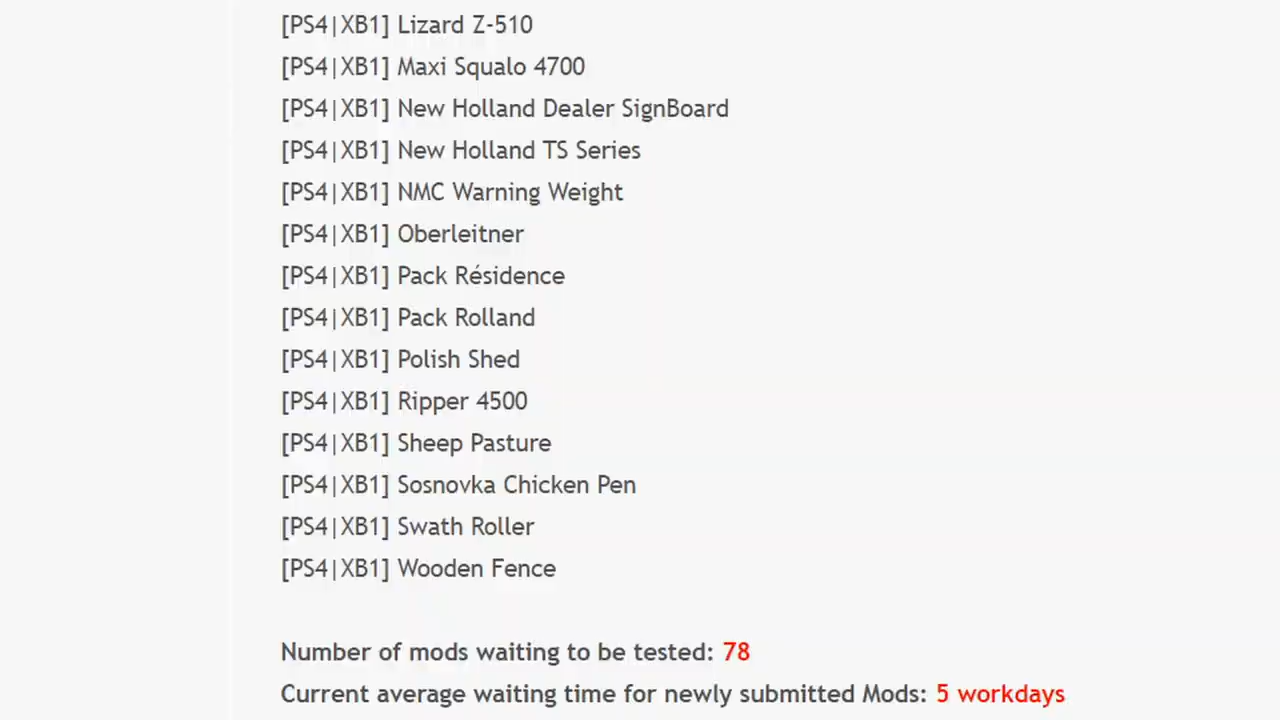 [PS4|XB1] Lizard Z-510
[PS4|XB1] Maxi Squalo 4700
[PS4|XB1] New Holland Dealer SignBoard
[PS4|XB1] New Holland TS Series
[PS4|XB1] NMC Warning Weight
[PS4|XB1] Oberleitner
[PS4|XB1] Pack Résidence
[PS4|XB1] Pack Rolland
[PS4|XB1] Polish Shed
[PS4|XB1] Ripper 4500
[PS4|XB1] Sheep Pasture
[PS4|XB1] Sosnovka Chicken Pen
[PS4|XB1] Swath Roller
[PS4|XB1] Wooden Fence
Number of mods waiting to be tested: 78
Current average waiting time for newly submitted Mods: 5 workdays